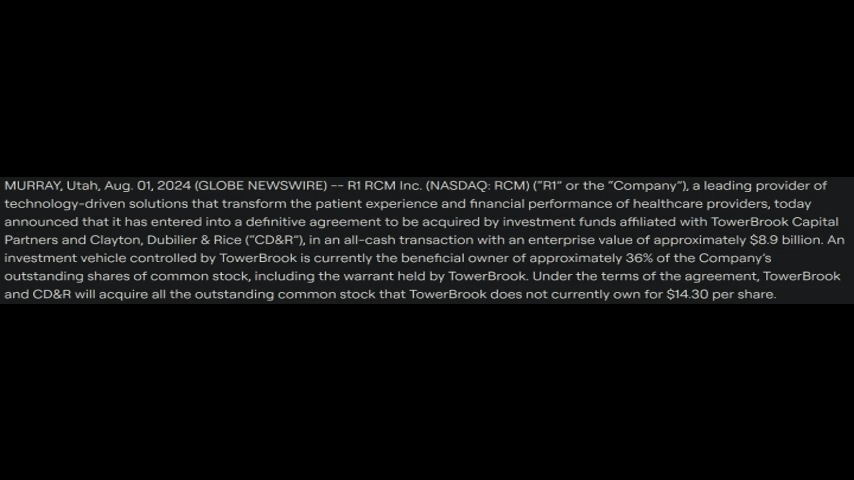 MURRAY, Utah, Aug. 01, 2024 (GLOBE NEWSWIRE) -- R1 RCM Inc. (NASDAQ: RCM) ("R1" or the "Company"), a leading provider of
technology-driven solutions that transform the patient experience and financial performance of healthcare providers, today
announced that it has entered into a definitive agreement to be acquired by investment funds affiliated with TowerBrook Capital
Partners and Clayton, Dubilier & Rice ("CD&R"), in an all-cash transaction with an enterprise value of approximately $8.9 billion. An
investment vehicle controlled by TowerBrook is currently the beneficial owner of approximately 36% of the Company's
outstanding shares of common stock, including the warrant held by TowerBrook. Under the terms of the agreement, TowerBrook
and CD&R will acquire all the outstanding common stock that TowerBrook does not currently own for $14.30 per share.